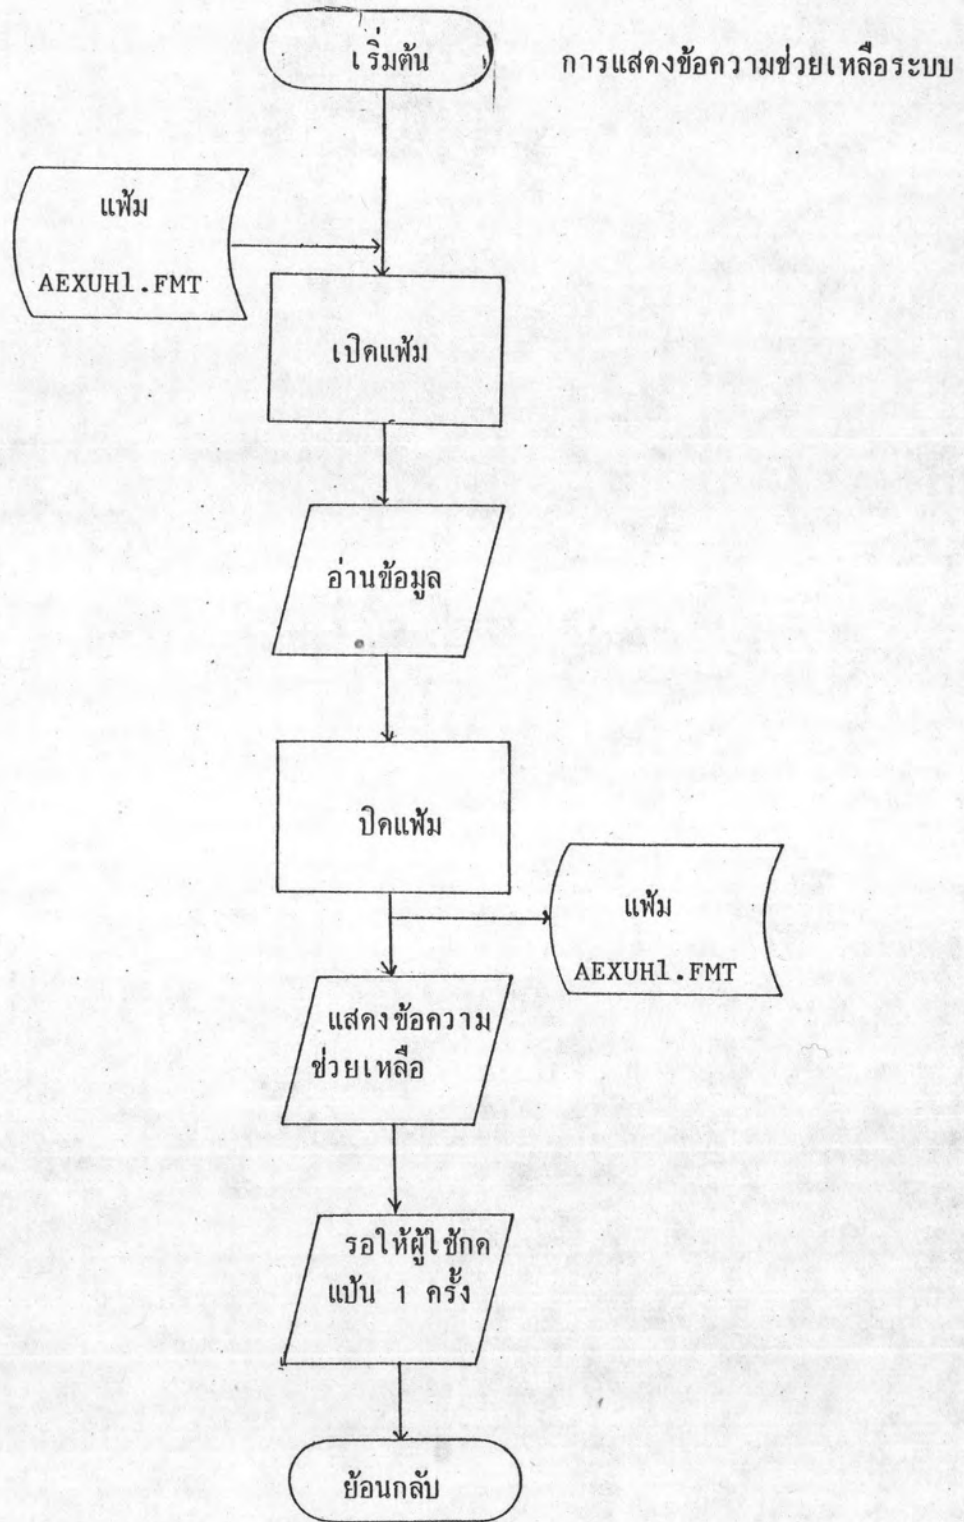 เริ่มต้น
การแสดงข้อความช่วยเหลือระบบ
แฟ้ม
AEXUH1.FMT
เปิดแฟ้ม
อ่านข้อมูล
ปิดแฟ้ม
แฟ้ม
AEXUH1.FMT
แสดงข้อความ
ช่วยเหลือ
รอให้ผู้ใช้กด
แป้น 1 ครั้ง
ย้อนกลับ